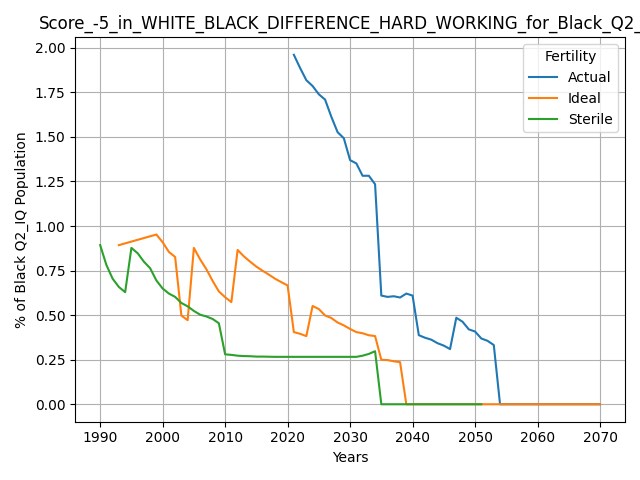 Score_-5_in_WHITE_BLACK_DIFFERENCE_HARD_WORKING_for_Black_Q2_
Fertility
Actual
Ideal
Sterile
% of Black Q2_IQ Population
2.00
1.75
1.50
1.25
1.00
0.75
0.50
0.25
0.00
1990 2000 2010 2020 2030 2040 2050 2060 2070
Years